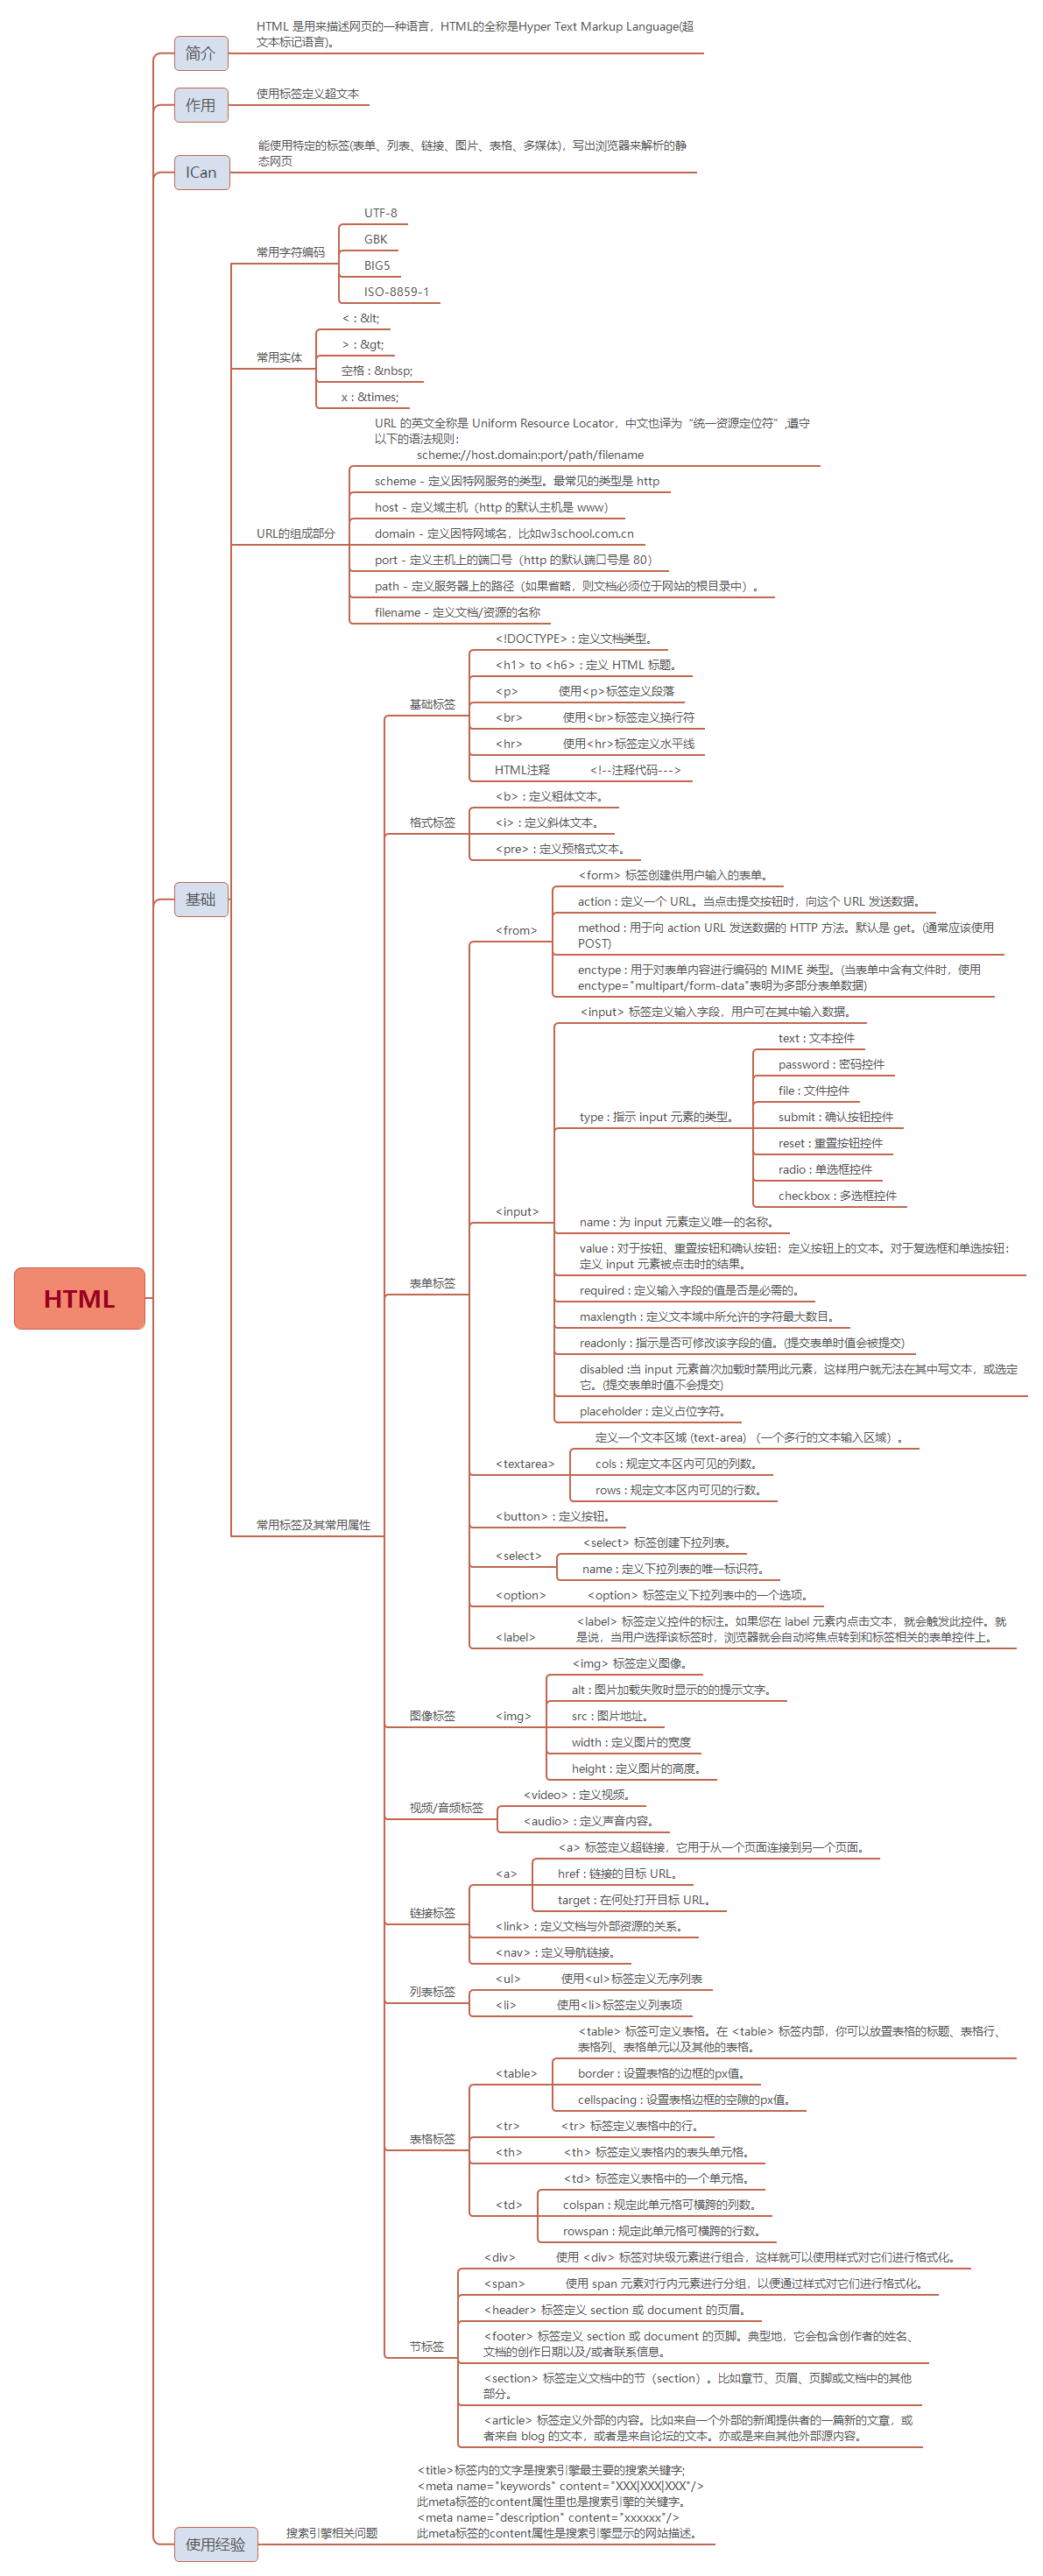 HTML 是用来描述网页的一种语言，HTML的全称是Hyper Text Markup Language(超
文本标记语言)。
简介
使用标签定义超文本
作用
能使用特定的标签(表单、列表、链接、图片、表格、多媒体)，写出浏览器来解析的静
态网页
ICan
UTF-8
GBK
常用字符编码
BIG5
ISO-8859-1
< : &lt;
> : &gt;
常用实体
空格 : &nbsp;
x : &times;
URL 的英文全称是 Uniform Resource Locator，中文也译为“统一资源定位符”,遵守
以下的语法规则：
scheme://host.domain:port/path/filename
scheme - 定义因特网服务的类型。最常见的类型是 http
host - 定义域主机（http 的默认主机是 www）
URL的组成部分
domain - 定义因特网域名，比如w3school.com.cn
port - 定义主机上的端口号（http 的默认端口号是 80）
path - 定义服务器上的路径（如果省略，则文档必须位于网站的根目录中）。
filename - 定义文档/资源的名称
<!DOCTYPE> : 定义文档类型。
<h1> to <h6> : 定义 HTML 标题。
<p> 使用<p>标签定义段落
基础标签
<br> 使用<br>标签定义换行符
<hr> 使用<hr>标签定义水平线
HTML注释 <!--注释代码--->
<b> : 定义粗体文本。
格式标签
<i> : 定义斜体文本。
<pre> : 定义预格式文本。
基础
<form> 标签创建供用户输入的表单。
action : 定义一个 URL。当点击提交按钮时，向这个 URL 发送数据。
<from>
method : 用于向 action URL 发送数据的 HTTP 方法。默认是 get。(通常应该使用
POST)
enctype : 用于对表单内容进行编码的 MIME 类型。(当表单中含有文件时，使用
enctype="multipart/form-data"表明为多部分表单数据)
<input> 标签定义输入字段，用户可在其中输入数据。
text : 文本控件
password : 密码控件
file : 文件控件
type : 指示 input 元素的类型。
submit : 确认按钮控件
reset : 重置按钮控件
radio : 单选框控件
checkbox : 多选框控件
<input>
name : 为 input 元素定义唯一的名称。
value : 对于按钮、重置按钮和确认按钮：定义按钮上的文本。对于复选框和单选按钮：
定义 input 元素被点击时的结果。
表单标签
HTML
required : 定义输入字段的值是否是必需的。
maxlength : 定义文本域中所允许的字符最大数目。
readonly : 指示是否可修改该字段的值。(提交表单时值会被提交)
disabled :当 input 元素首次加载时禁用此元素，这样用户就无法在其中写文本，或选定
它。(提交表单时值不会提交)
placeholder : 定义占位字符。
定义一个文本区域 (text-area) （一个多行的文本输入区域）。
<textarea>
cols : 规定文本区内可见的列数。
rows : 规定文本区内可见的行数。
<button> : 定义按钮。
常用标签及其常用属性
<select> 标签创建下拉列表。
<select>
name : 定义下拉列表的唯一标识符。
<option> <option> 标签定义下拉列表中的一个选项。
<label> 标签定义控件的标注。如果您在 label 元素内点击文本，就会触发此控件。就
<label>
是说，当用户选择该标签时，浏览器就会自动将焦点转到和标签相关的表单控件上。
<img> 标签定义图像。
alt : 图片加载失败时显示的的提示文字。
图像标签
<img>
src : 图片地址。
width : 定义图片的宽度
height : 定义图片的高度。
<video> : 定义视频。
视频/音频标签
<audio> : 定义声音内容。
<a> 标签定义超链接，它用于从一个页面连接到另一个页面。
<a>
href : 链接的目标 URL。
target : 在何处打开目标 URL。
链接标签
<link> : 定义文档与外部资源的关系。
<nav> : 定义导航链接。
<ul> 使用<ul>标签定义无序列表
列表标签
<li> 使用<li>标签定义列表项
<table> 标签可定义表格。在 <table> 标签内部，你可以放置表格的标题、表格行、
表格列、表格单元以及其他的表格。
<table>
border : 设置表格的边框的px值。
cellspacing : 设置表格边框的空隙的px值。
<tr> <tr> 标签定义表格中的行。
表格标签
<th> <th> 标签定义表格内的表头单元格。
<td> 标签定义表格中的一个单元格。
<td>
colspan : 规定此单元格可横跨的列数。
rowspan : 规定此单元格可横跨的行数。
<div> 使用 <div> 标签对块级元素进行组合，这样就可以使用样式对它们进行格式化。
<span> 使用 span 元素对行内元素进行分组，以便通过样式对它们进行格式化。
<header> 标签定义 section 或 document 的页眉。
<footer> 标签定义 section 或 document 的页脚。典型地，它会包含创作者的姓名、
文档的创作日期以及/或者联系信息。
节标签
<section> 标签定义文档中的节（section）。比如章节、页眉、页脚或文档中的其他
部分。
<article> 标签定义外部的内容。比如来自一个外部的新闻提供者的一篇新的文章，或
者来自 blog 的文本，或者是来自论坛的文本。亦或是来自其他外部源内容。
<title>标签内的文字是搜索引擎最主要的搜索关键字;
<meta name="keywords" content="XXX|XXX|XXX"/>
此meta标签的content属性里也是搜索引擎的关键字。
<meta name="description" content="xxxxxx"/>
此meta标签的content属性是搜索引擎显示的网站描述。
搜索引擎相关问题
使用经验